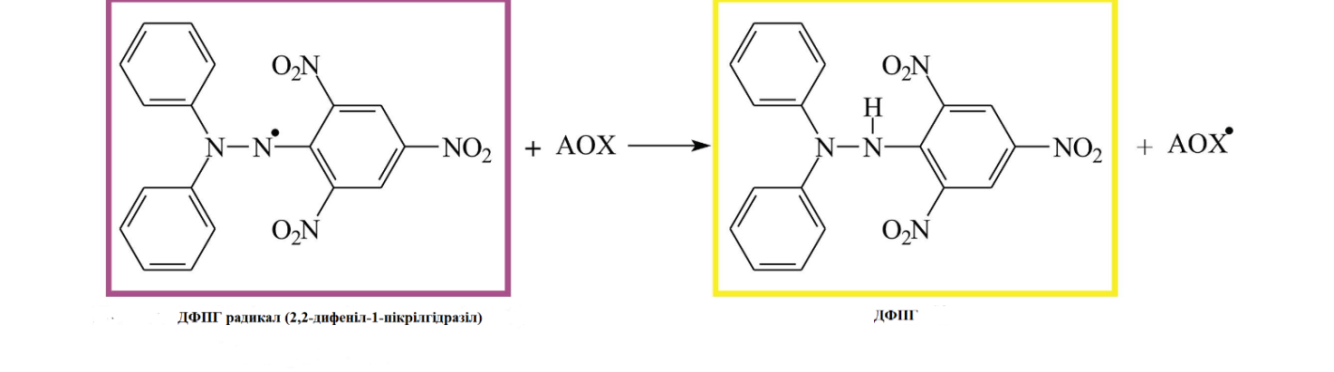 O₂N
N–N•
NO₂
O₂N
+ AOX
O₂N
H
N–N
NO₂
O₂N
+ AOX•
ДФПГ радикал (2,2-дифеніл-1-пікрілгідразіл)
ДФПГ